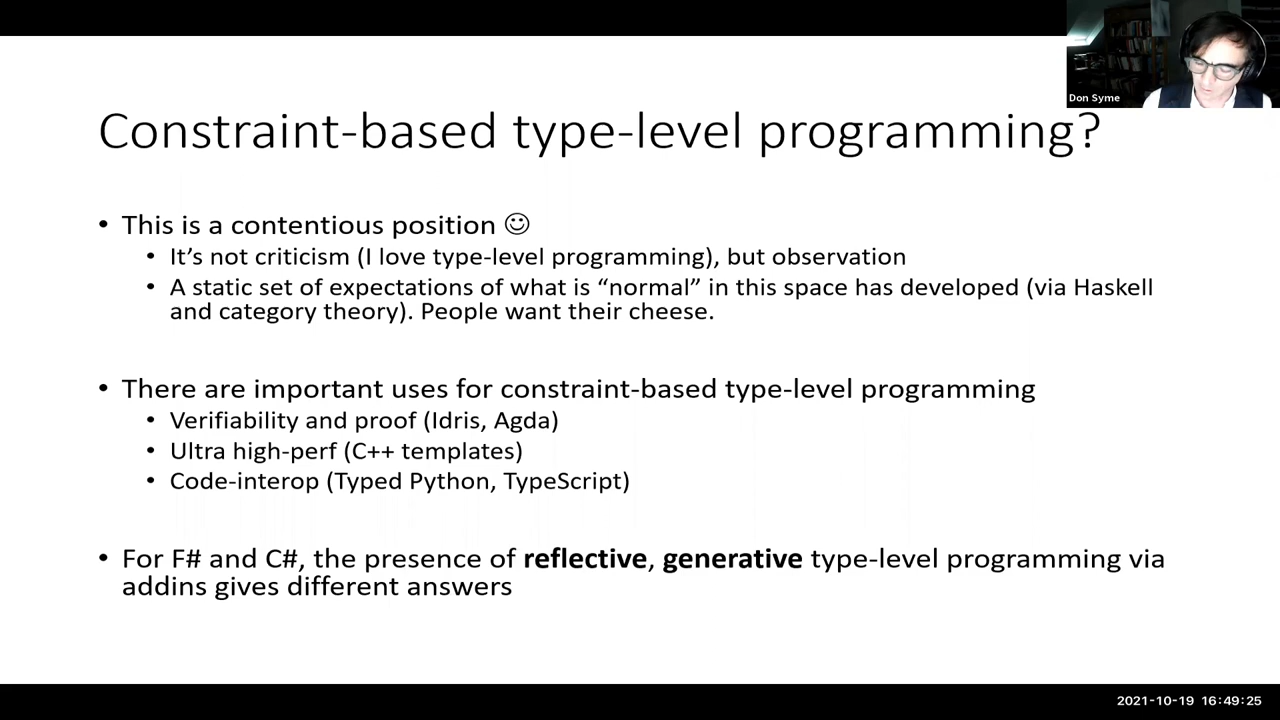 Don Syme
Constraint-based type-level programming?
• This is a contentious position ☺
• It's not criticism (I love type-level programming), but observation
• A static set of expectations of what is “normal” in this space has developed (via Haskell
and category theory). People want their cheese.
• There are important uses for constraint-based type-level programming
• Verifiability and proof (Idris, Agda)
• Ultra high-perf (C++ templates)
• Code-interop (Typed Python, TypeScript)
• For F# and C#, the presence of reflective, generative type-level programming via
addins gives different answers
2021-10-19 16:49:25